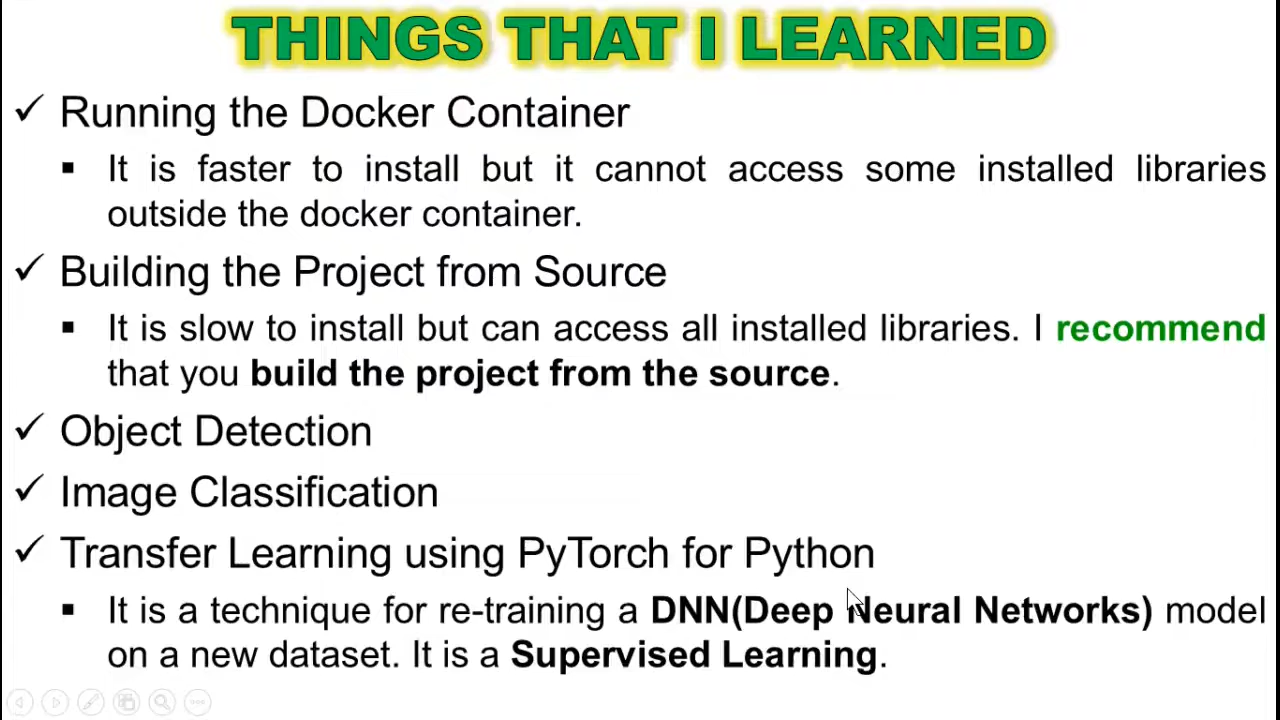 THINGS THAT I LEARNED
✓ Running the Docker Container
▪ It is faster to install but it cannot access some installed libraries
outside the docker container.
✓ Building the Project from Source
▪ It is slow to install but can access all installed libraries. I recommend
that you build the project from the source.
✓ Object Detection
✓ Image Classification
✓ Transfer Learning using PyTorch for Python
▪ It is a technique for re-training a DNN(Deep Neural Networks) model
on a new dataset. It is a Supervised Learning.